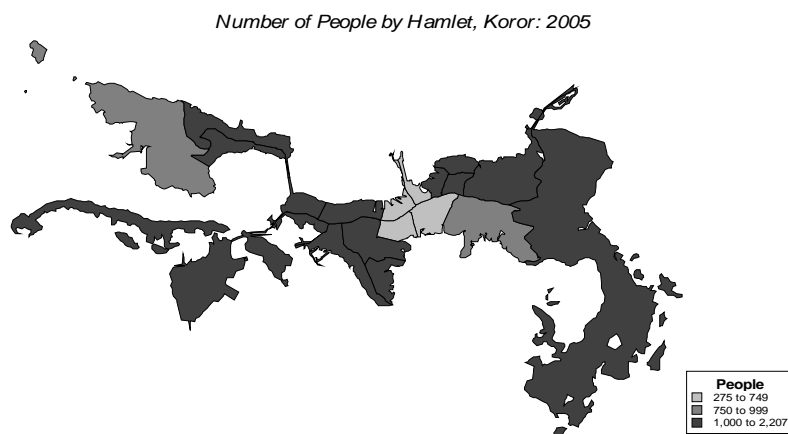 Number of People by Hamlet, Koror: 2005
People
275 to 749
750 to 999
1,000 to 2,207